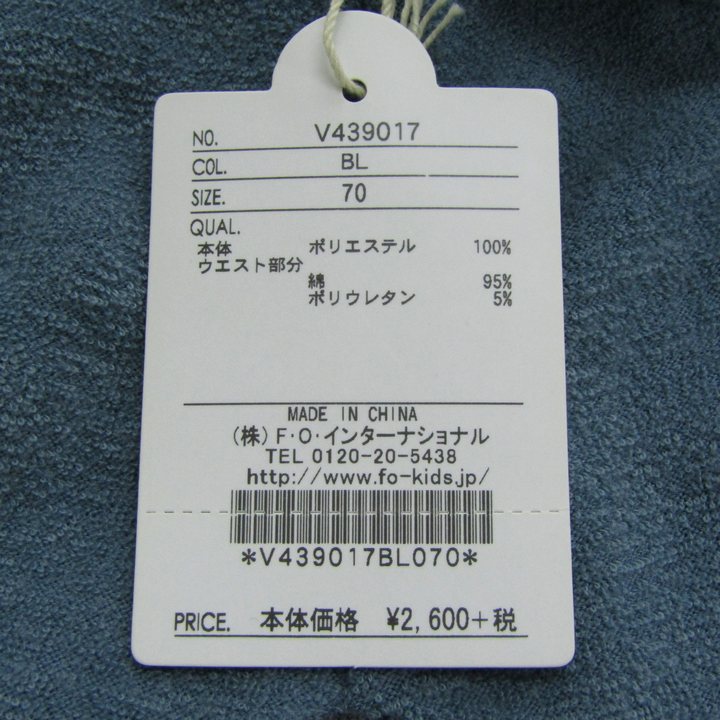 NO. V439017
COL. BL
SIZE. 70
QUAL.
本体 ポリエステル 100%
ウエスト部分
綿 95%
ポリウレタン 5%
MADE IN CHINA
(株)F・O・インターナショナル
TEL 0120-20-5438
http://www.fo-kids.jp/
*V439017BL070*
PRICE. 本体価格 ¥2,600+税